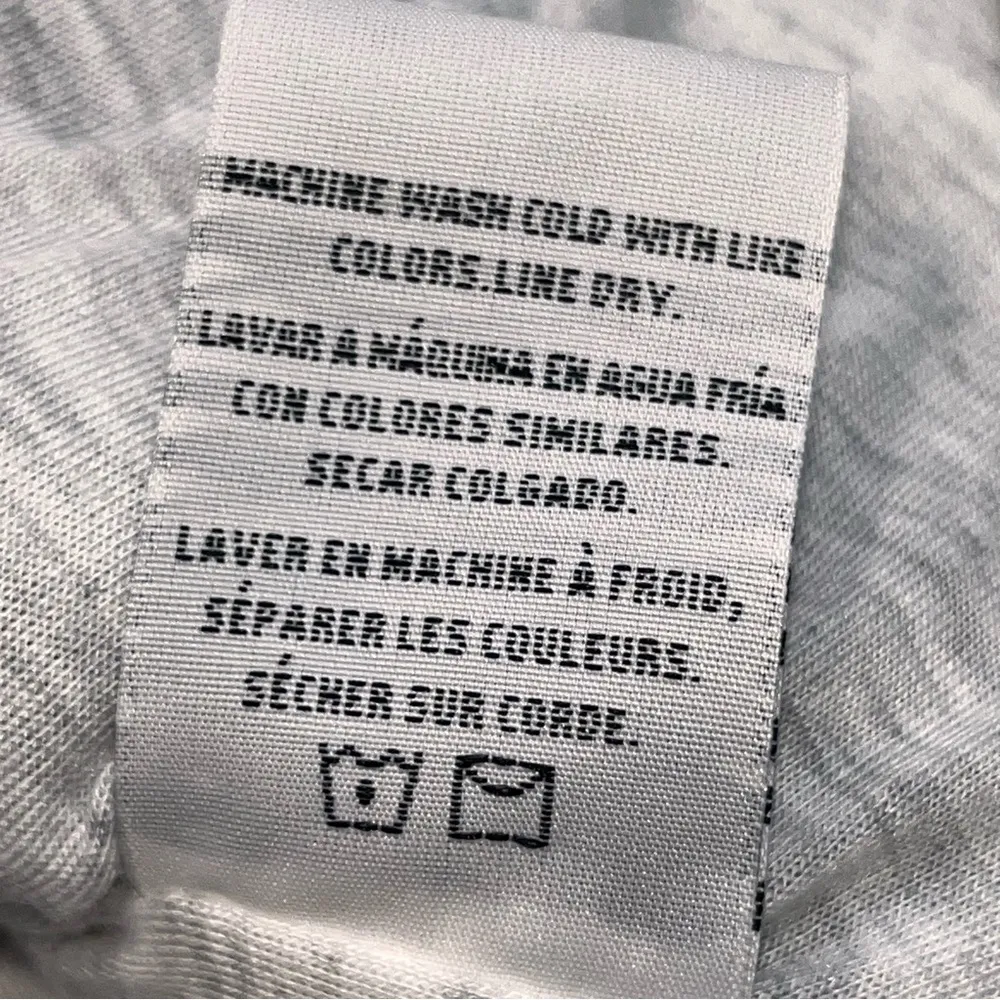 MACHINE WASH COLD WITH LIKE
COLORS.LINE DRY.
LAVAR A MÁQUINA EN AGUA FRÍA
CON COLORES SIMILARES.
SECAR COLGADO.
LAVER EN MACHINE À FROID,
SÉPARER LES COULEURS.
SÉCHER SUR CORDE.